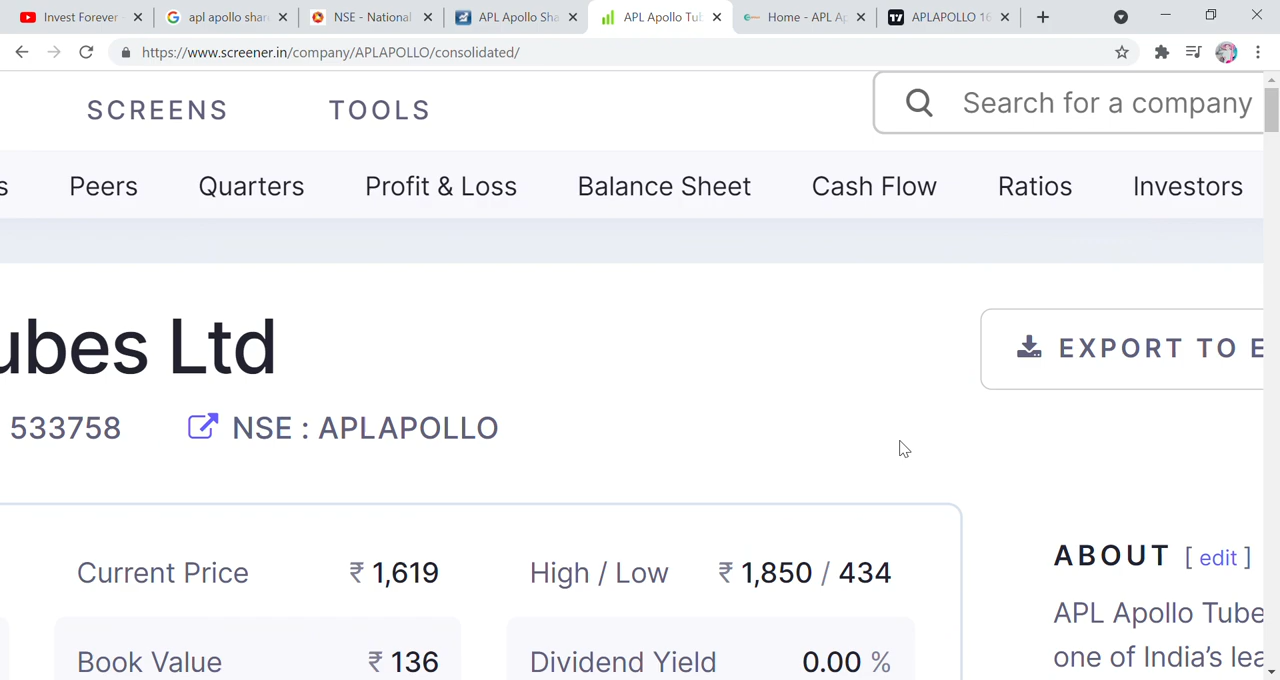 Invest Forever
apl apollo shar
NSE - National
APL Apollo Sha
APL Apollo Tub
Home - APL Ap
APLAPOLLO 16
https://www.screener.in/company/APLAPOLLO/consolidated/
SCREENS TOOLS
Search for a company
s Peers Quarters Profit & Loss Balance Sheet Cash Flow Ratios Investors
ubes Ltd
EXPORT TO E
533758 NSE : APLAPOLLO
Current Price ₹ 1,619 High / Low ₹ 1,850 / 434
ABOUT [ edit ]
APL Apollo Tube
Book Value ₹ 136 Dividend Yield 0.00 %
one of India’s lea